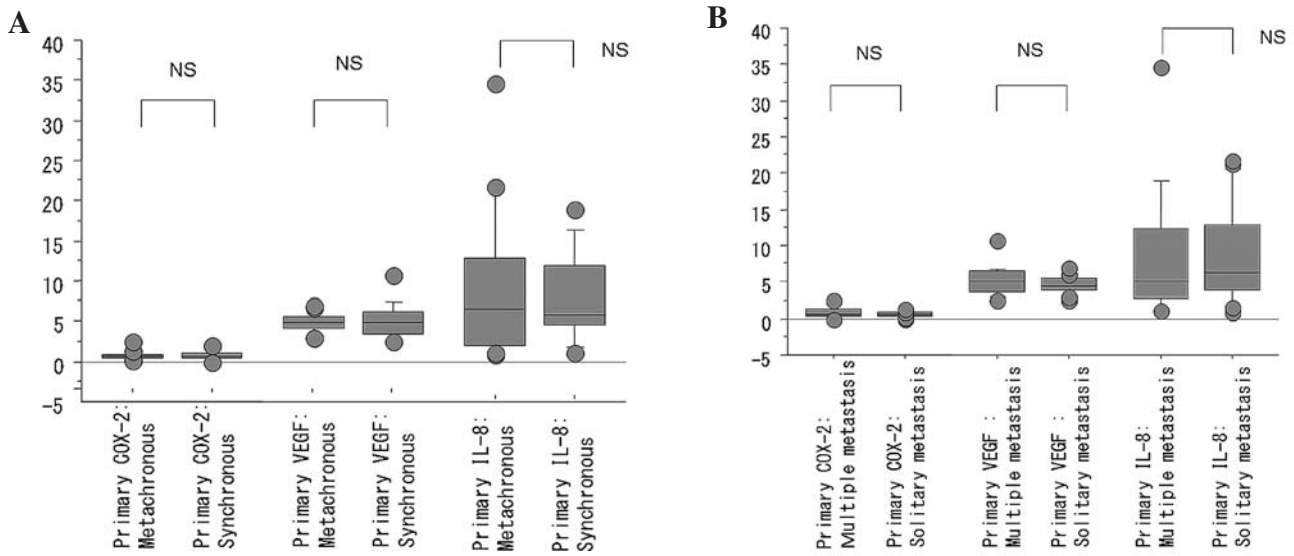 A
40
35
30
25
20
15
10
5
0
-5
NS
NS
NS
Primary COX-2:
Metachronous
Primary COX-2:
Synchronous
Primary VEGF:
Metachronous
Primary VEGF:
Synchronous
Primary IL-8:
Metachronous
Primary IL-8:
Synchronous
B
40
35
30
25
20
15
10
5
0
-5
NS
NS
NS
Primary COX-2:
Multiple metastasis
Primary COX-2:
Solitary metastasis
Primary VEGF :
Multiple metastasis
Primary VEGF :
Solitary metastasis
Primary IL-8:
Multiple metastasis
Primary IL-8:
Solitary metastasis